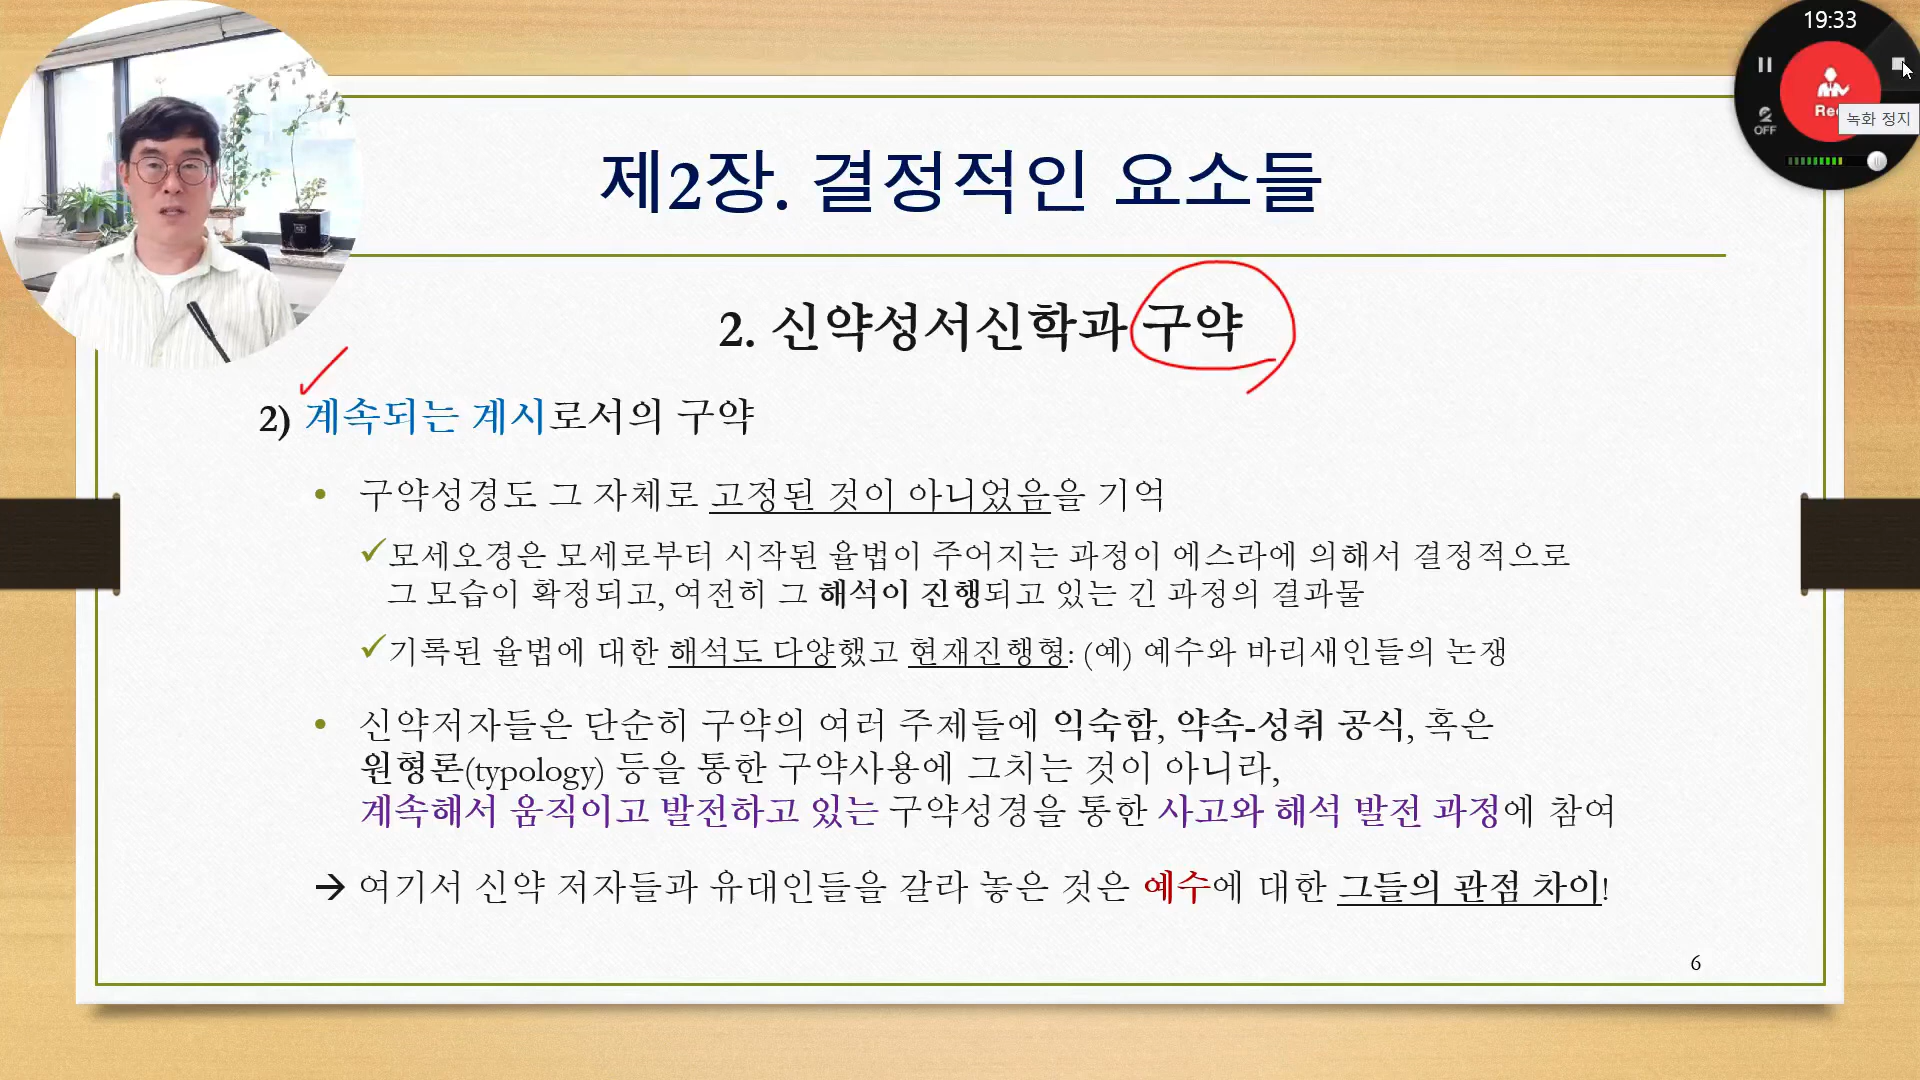 19:33
Rec
녹화 정지
OFF
제2장. 결정적인 요소들
2. 신약성서신학과 구약
2) 계속되는 계시로서의 구약
• 구약성경도 그 자체로 고정된 것이 아니었음을 기억
✓모세오경은 모세로부터 시작된 율법이 주어지는 과정이 에스라에 의해서 결정적으로
그 모습이 확정되고, 여전히 그 해석이 진행되고 있는 긴 과정의 결과물
✓기록된 율법에 대한 해석도 다양했고 현재진행형: (예) 예수와 바리새인들의 논쟁
• 신약저자들은 단순히 구약의 여러 주제들에 익숙함, 약속-성취 공식, 혹은
원형론(typology) 등을 통한 구약사용에 그치는 것이 아니라,
계속해서 움직이고 발전하고 있는 구약성경을 통한 사고와 해석 발전 과정에 참여
→ 여기서 신약 저자들과 유대인들을 갈라 놓은 것은 예수에 대한 그들의 관점 차이!
6